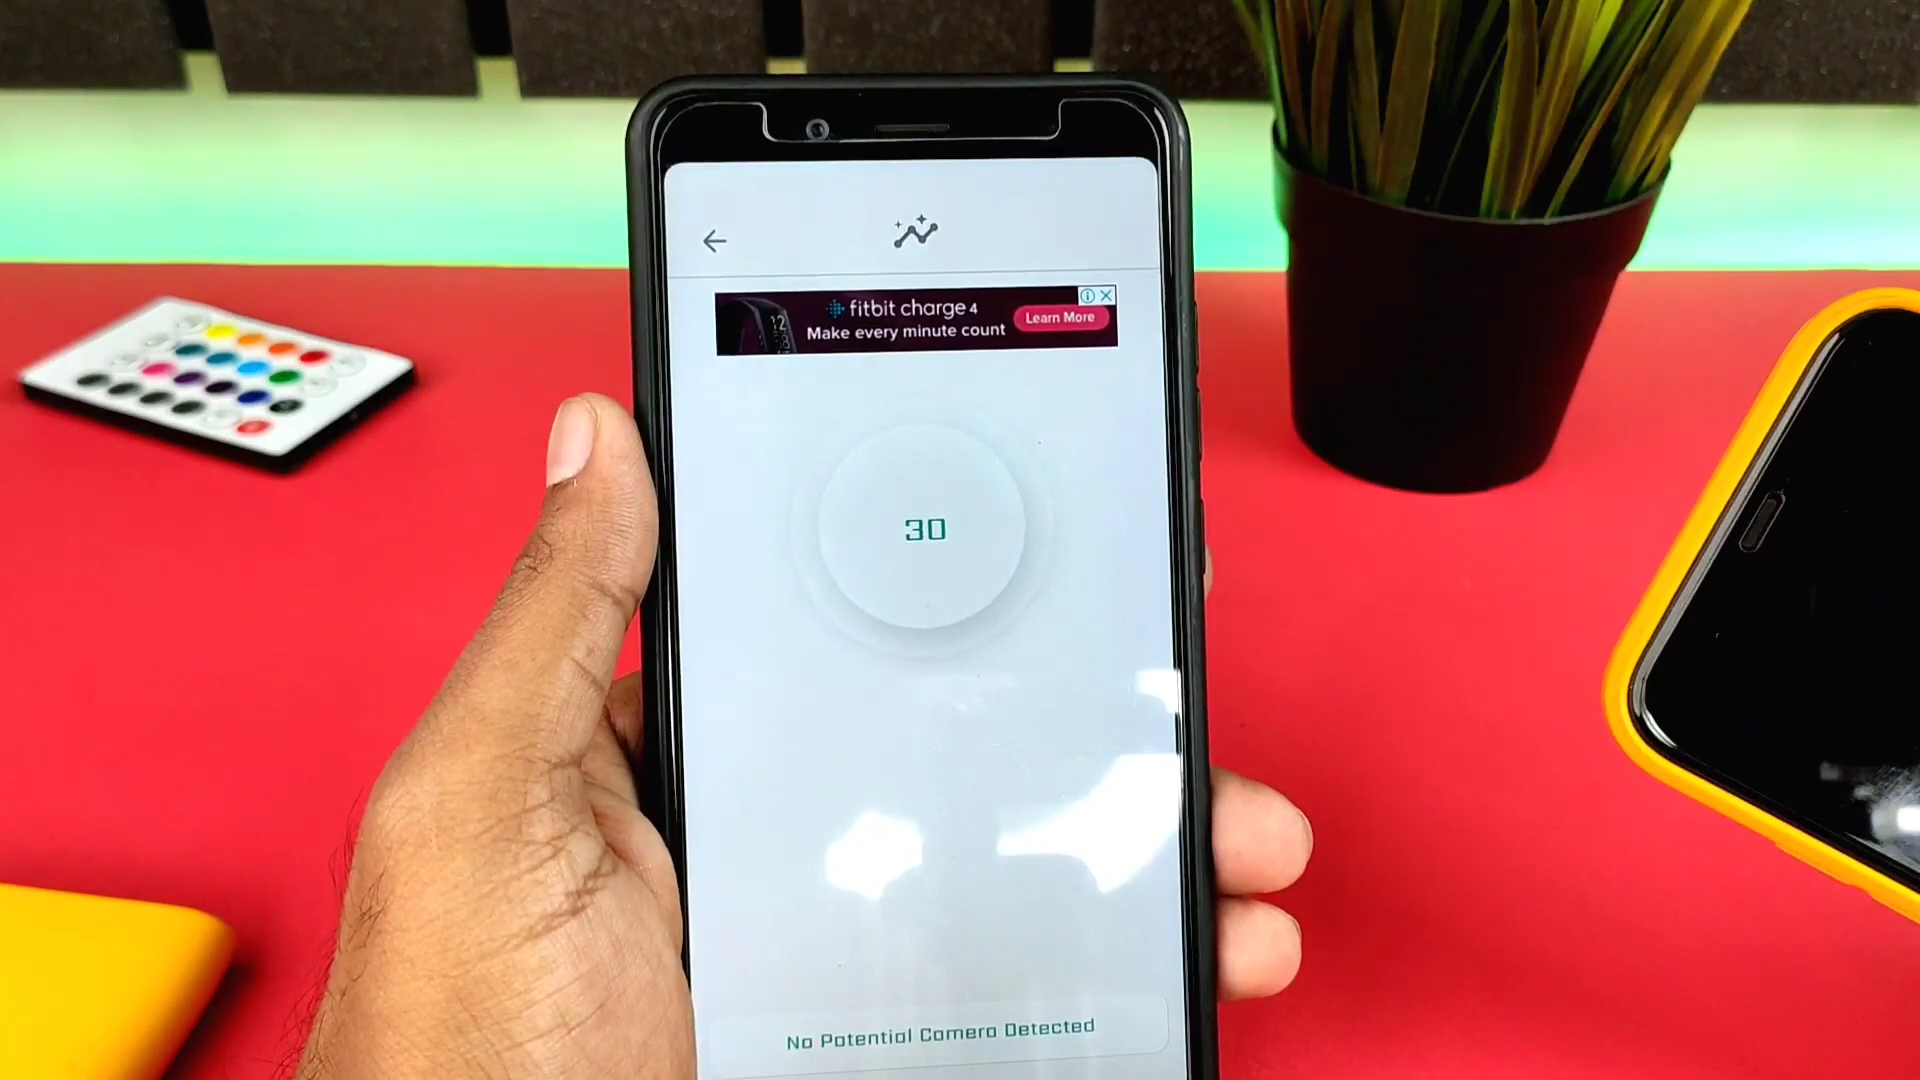 fitbit charge 4
Make every minute count
Learn More
12
30
No Potential Camera Detected